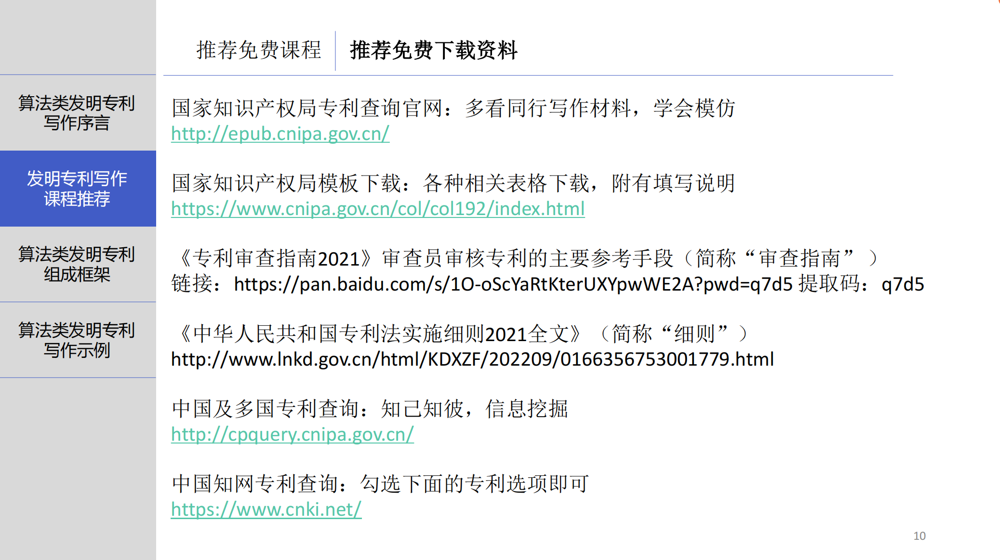 推荐免费课程 推荐免费下载资料
算法类发明专利
写作序言
发明专利写作
课程推荐
算法类发明专利
组成框架
算法类发明专利
写作示例
国家知识产权局专利查询官网：多看同行写作材料，学会模仿
http://epub.cnipa.gov.cn/
国家知识产权局模板下载：各种相关表格下载，附有填写说明
https://www.cnipa.gov.cn/col/col192/index.html
《专利审查指南2021》审查员审核专利的主要参考手段（简称“审查指南”）
链接：https://pan.baidu.com/s/1O-oScYaRtKterUXYpwWE2A?pwd=q7d5 提取码：q7d5
《中华人民共和国专利法实施细则2021全文》（简称“细则”）
http://www.lnkd.gov.cn/html/KDXZF/202209/0166356753001779.html
中国及多国专利查询：知己知彼，信息挖掘
http://cpquery.cnipa.gov.cn/
中国知网专利查询：勾选下面的专利选项即可
https://www.cnki.net/
10